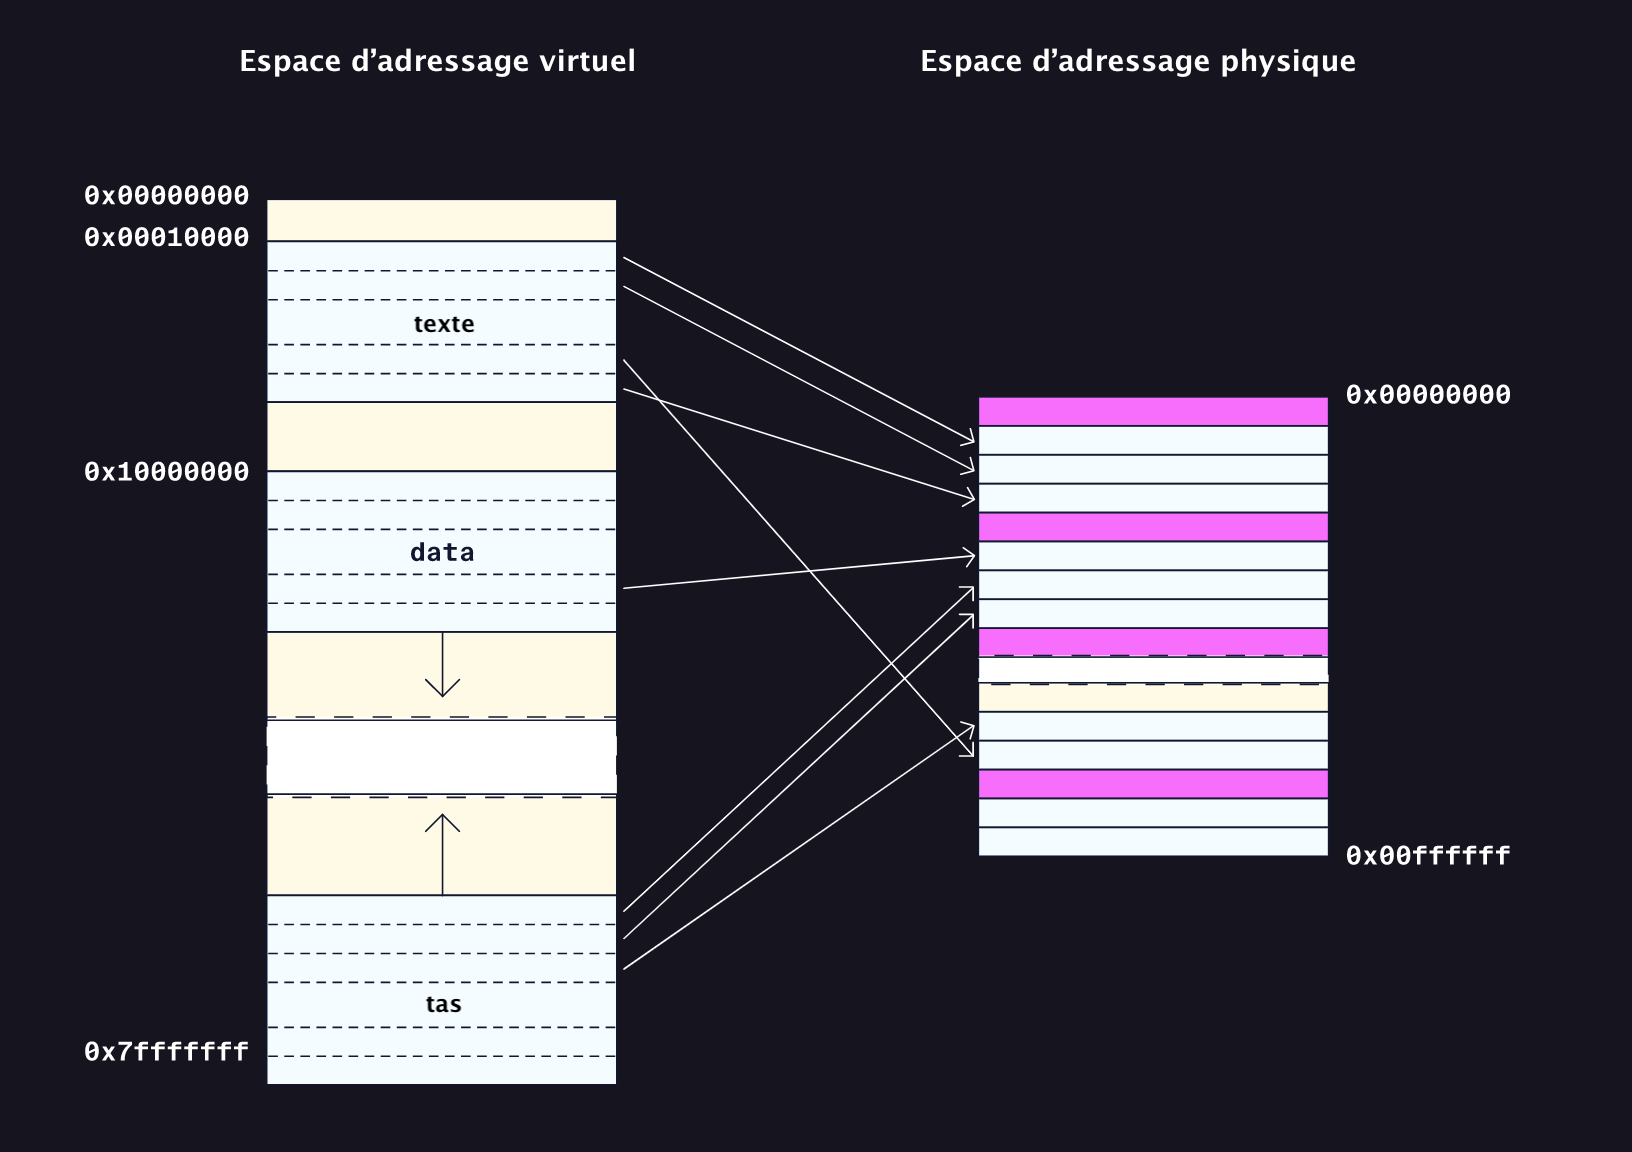 Espace d’adressage virtuel
Espace d’adressage physique
0x00000000
0x00010000
texte
0x10000000
data
tas
0x7fffffff
0x00000000
0x00ffffff